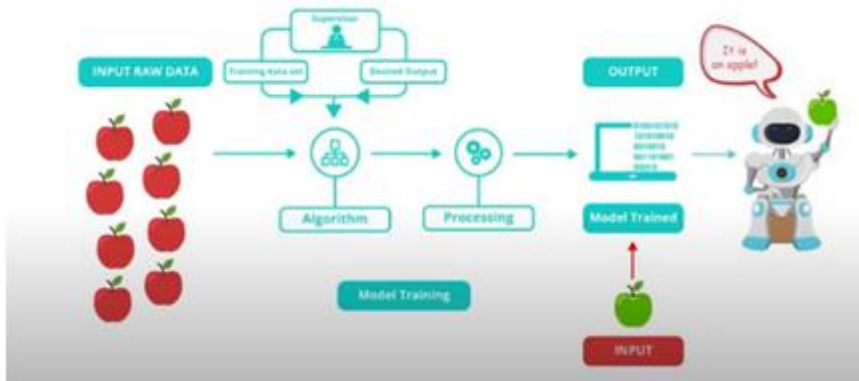 Supervisor
INPUT RAW DATA
Training data set
Desired Output
OUTPUT
It is
an apple!
Algorithm
Processing
Model Trained
Model Training
INPUT